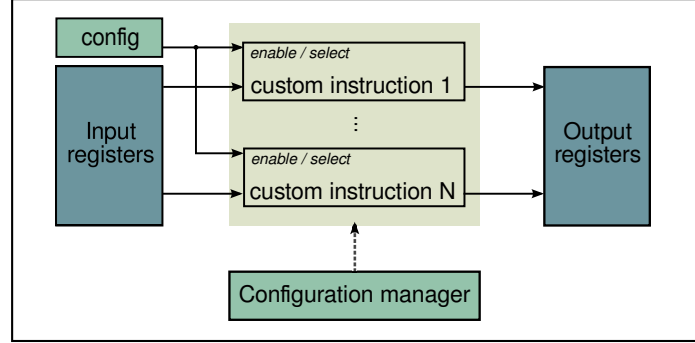 config
enable / select
custom instruction 1
Input
registers
...
enable / select
custom instruction N
Output
registers
Configuration manager